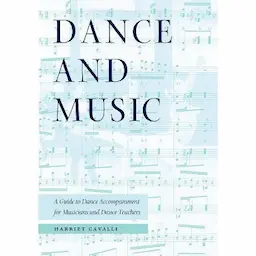 DANCE
AND
MUSIC
A Guide to Dance Accompaniment
for Musicians and Dance Teachers
HARRIET CAVALLI